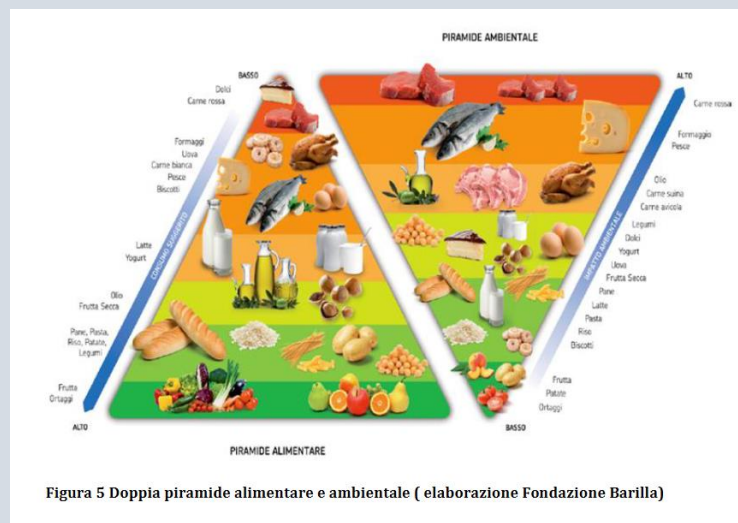 PIRAMIDE AMBIENTALE
BASSO
Dolci
Carne rossa
Formaggi
Uova
Carne bianca
Pesce
Biscotti
CONSUMO SUGGERITO
Latte
Yogurt
Olio
Frutta Secca
Pane, Pasta,
Riso, Patate,
Legumi
Frutta
Ortaggi
ALTO
PIRAMIDE ALIMENTARE
ALTO
Carne rossa
Formaggio
Pesce
Olio
Carne suina
Carne avicola
IMPATTO AMBIENTALE
Legumi
Dolci
Yogurt
Uova
Frutta Secca
Pane
Latte
Pasta
Riso
Biscotti
Frutta
Patate
Ortaggi
BASSO
Figura 5 Doppia piramide alimentare e ambientale ( elaborazione Fondazione Barilla)